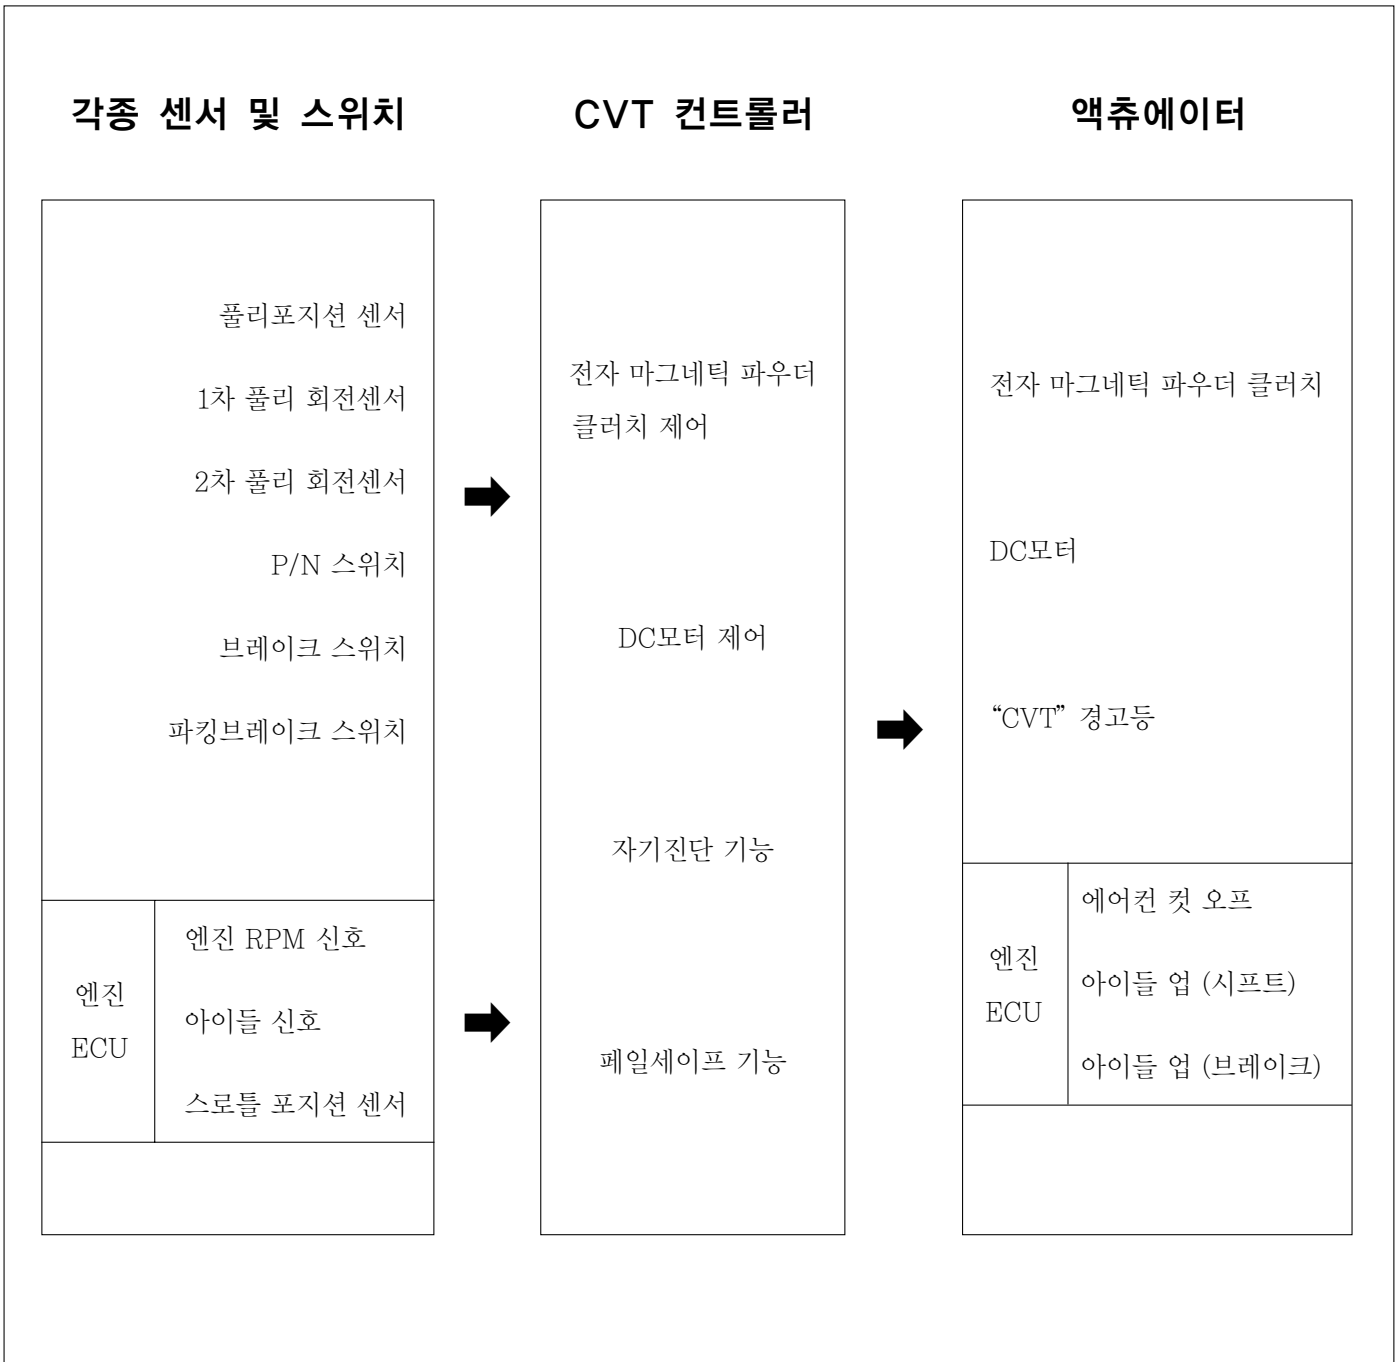 각종 센서 및 스위치
풀리포지션 센서
1차 풀리 회전센서
2차 풀리 회전센서
P/N 스위치
브레이크 스위치
파킹브레이크 스위치
엔진
ECU
엔진 RPM 신호
아이들 신호
스로틀 포지션 센서
CVT 컨트롤러
전자 마그네틱 파우더
클러치 제어
DC모터 제어
자기진단 기능
페일세이프 기능
액츄에이터
전자 마그네틱 파우더 클러치
DC모터
“CVT” 경고등
엔진
ECU
에어컨 컷 오프
아이들 업 (시프트)
아이들 업 (브레이크)